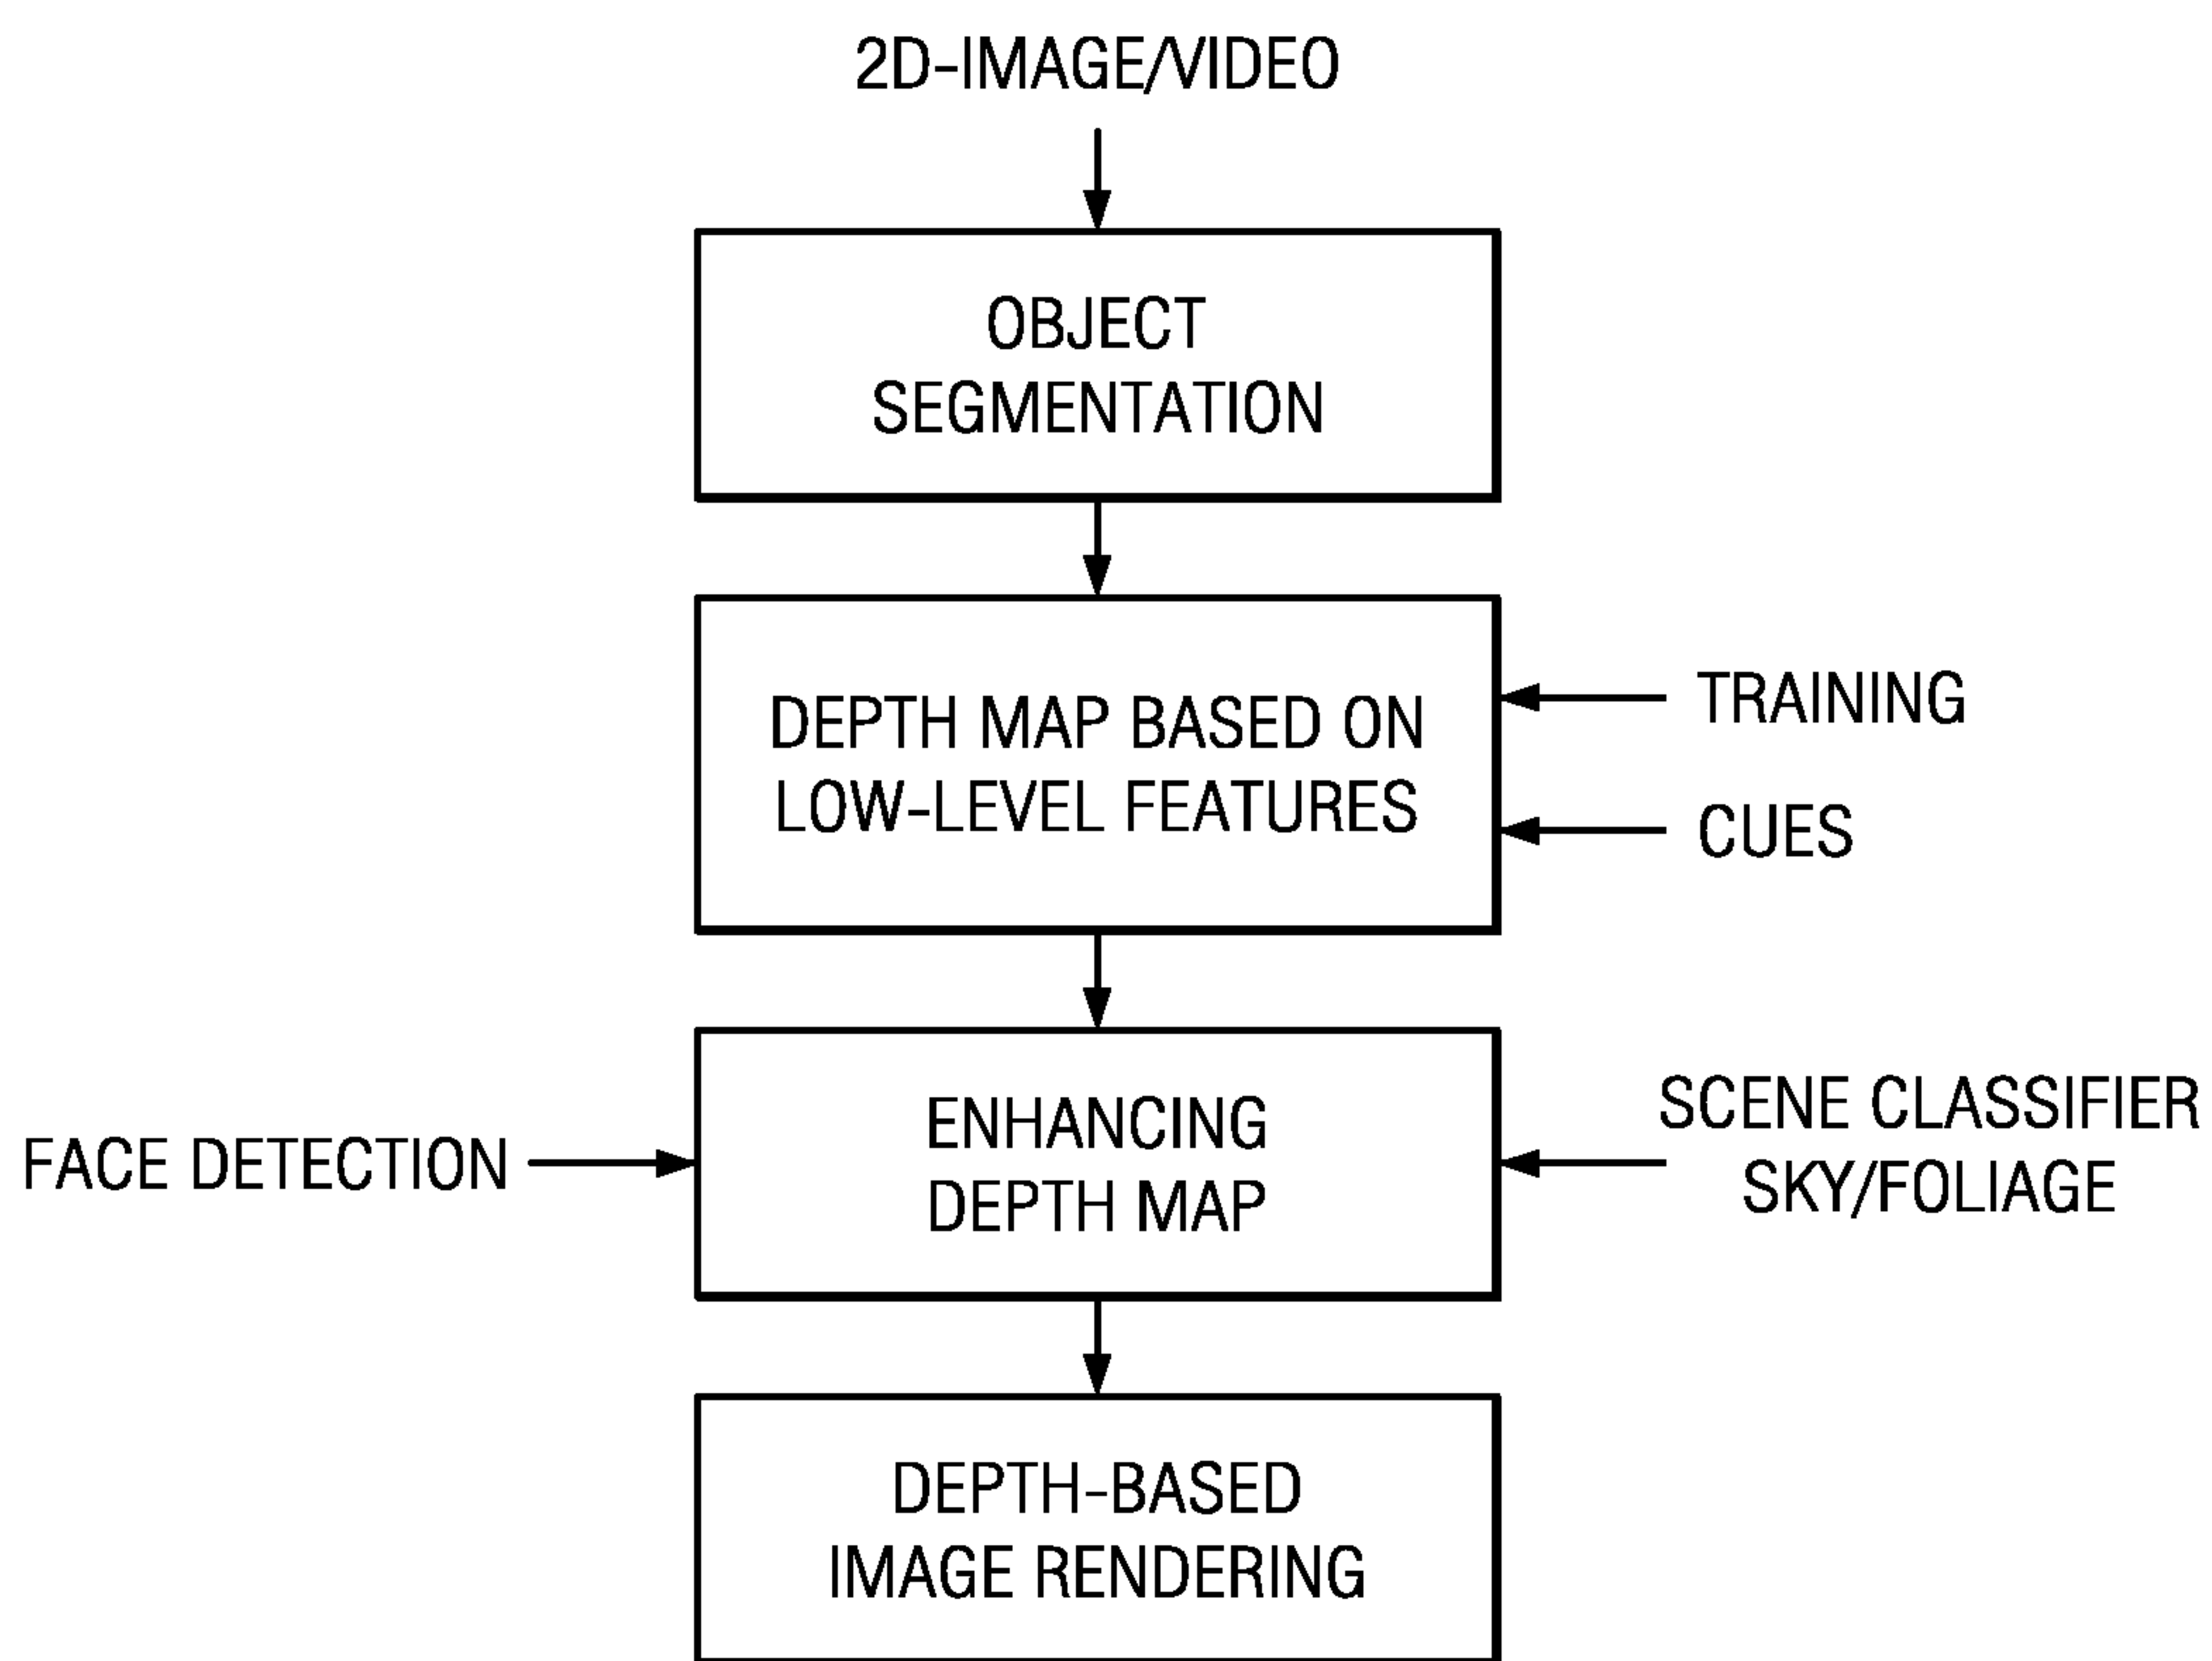 2D-IMAGE/VIDEO
OBJECT
SEGMENTATION
DEPTH MAP BASED ON
LOW-LEVEL FEATURES
TRAINING
CUES
FACE DETECTION
ENHANCING
DEPTH MAP
SCENE CLASSIFIER
SKY/FOLIAGE
DEPTH-BASED
IMAGE RENDERING